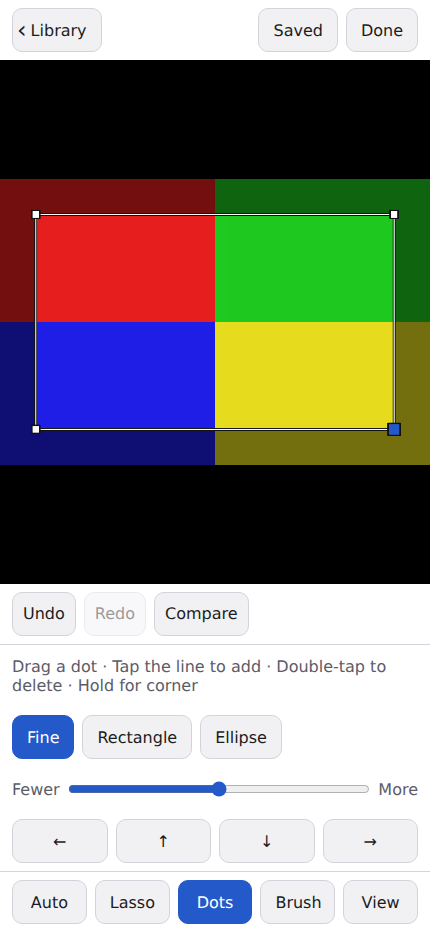 ‹ Library
Saved
Done
Undo
Redo
Compare
Drag a dot · Tap the line to add · Double-tap to
delete · Hold for corner
Fine
Rectangle
Ellipse
Fewer
More
← ↑ ↓ →
Auto
Lasso
Dots
Brush
View